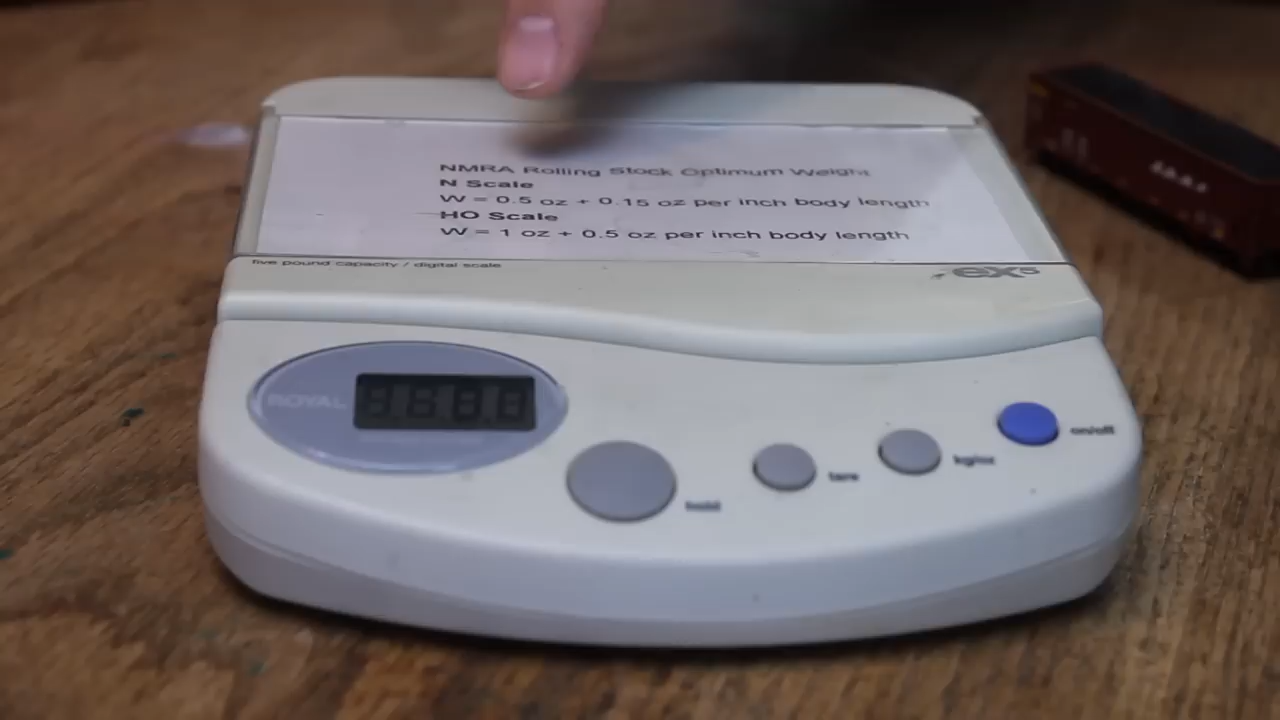 NMRA Rolling Stock Optimum Weight
N Scale
W = 0.5 oz + 0.15 oz per inch body length
HO Scale
W = 1 oz + 0.5 oz per inch body length
five pound capacity / digital scale
ex5
ROYAL
hold
tare
kg/oz
on/off